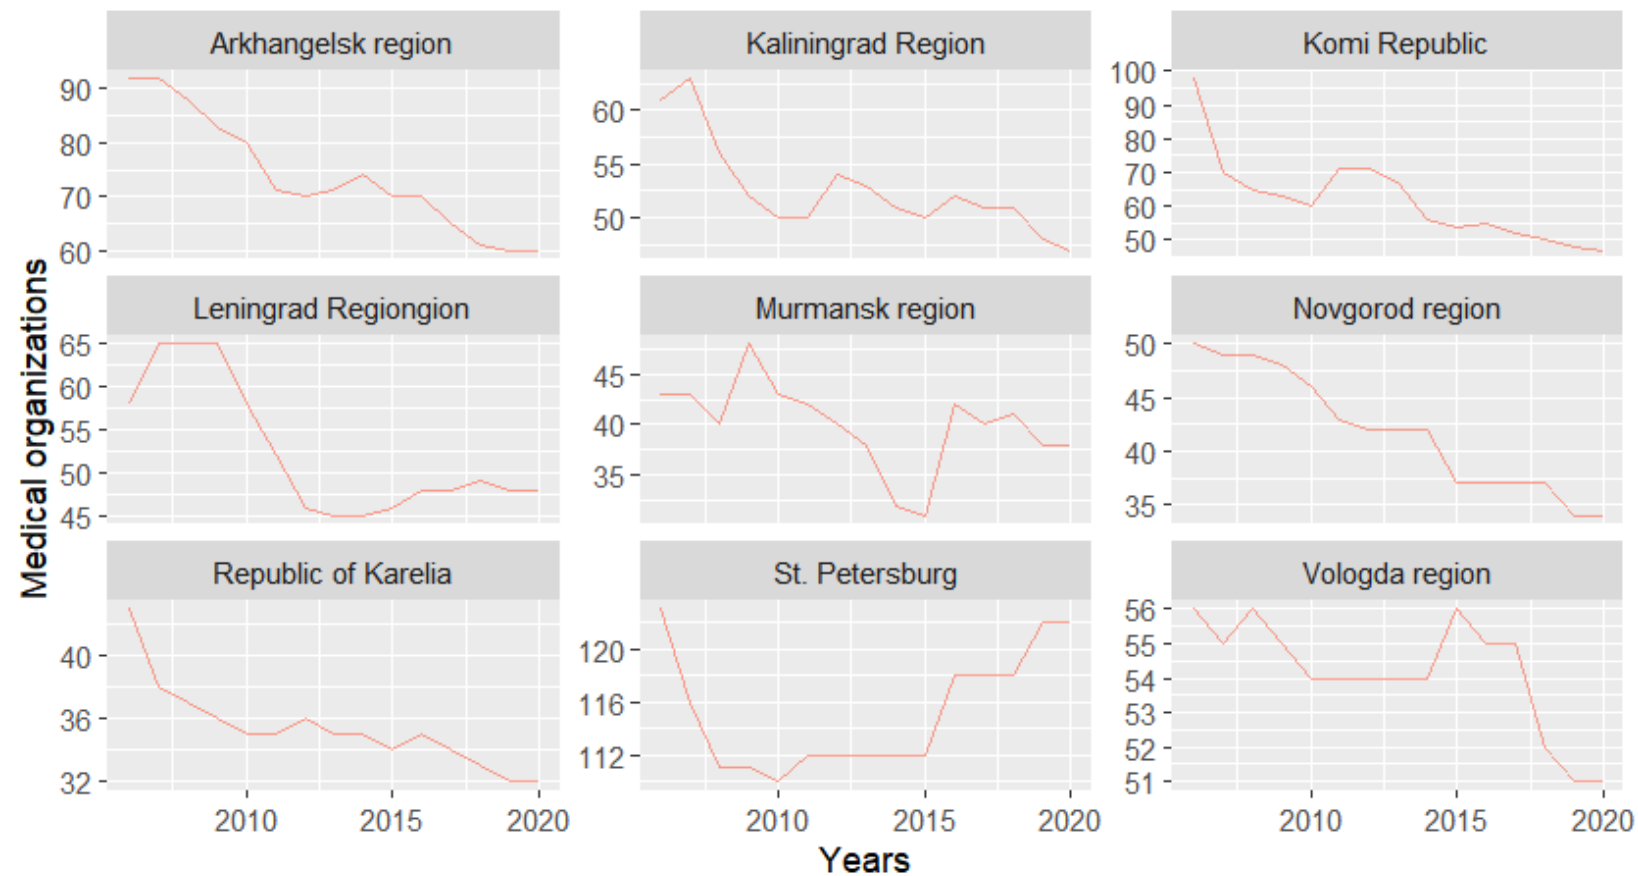 Arkhangelsk region
Kaliningrad Region
Komi Republic
90
80
70
60
60
55
50
100
90
80
70
60
50
Leningrad Regiongion
Murmansk region
Novgorod region
65
60
55
50
45
45
40
35
50
45
40
35
Republic of Karelia
St. Petersburg
Vologda region
40
36
32
120
116
112
56
55
54
53
52
51
2010 2015 2020
2010 2015 2020
2010 2015 2020
Medical organizations
Years